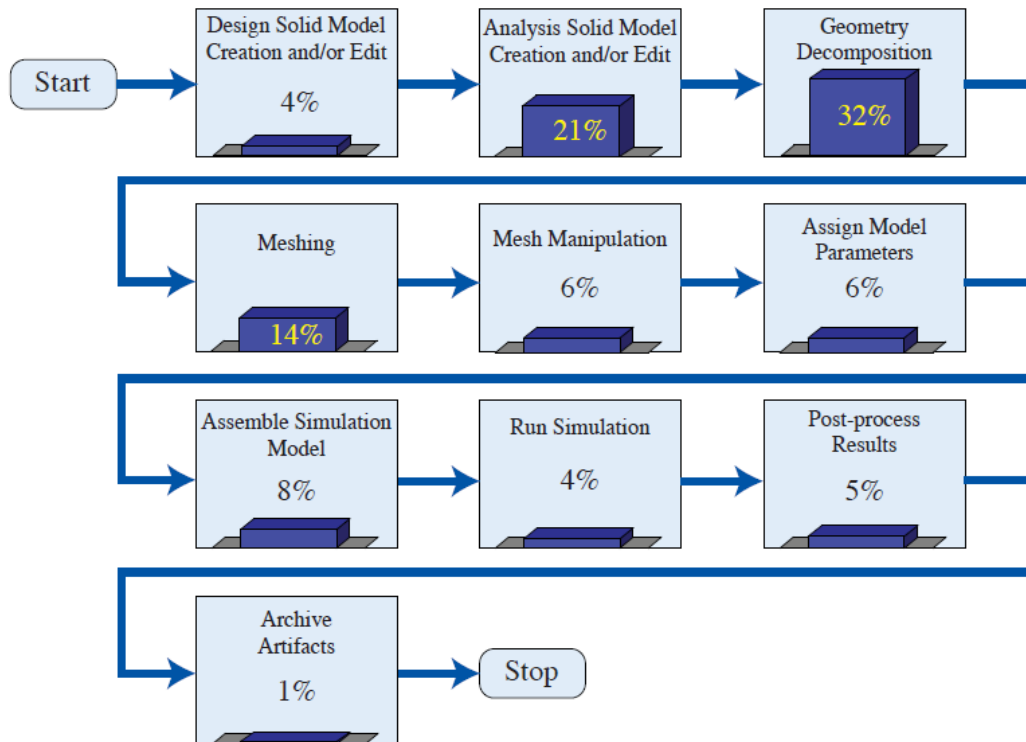 Start
Design Solid Model
Creation and/or Edit
4%
Analysis Solid Model
Creation and/or Edit
21%
Geometry
Decomposition
32%
Meshing
14%
Mesh Manipulation
6%
Assign Model
Parameters
6%
Assemble Simulation
Model
8%
Run Simulation
4%
Post-process
Results
5%
Archive
Artifacts
1%
Stop